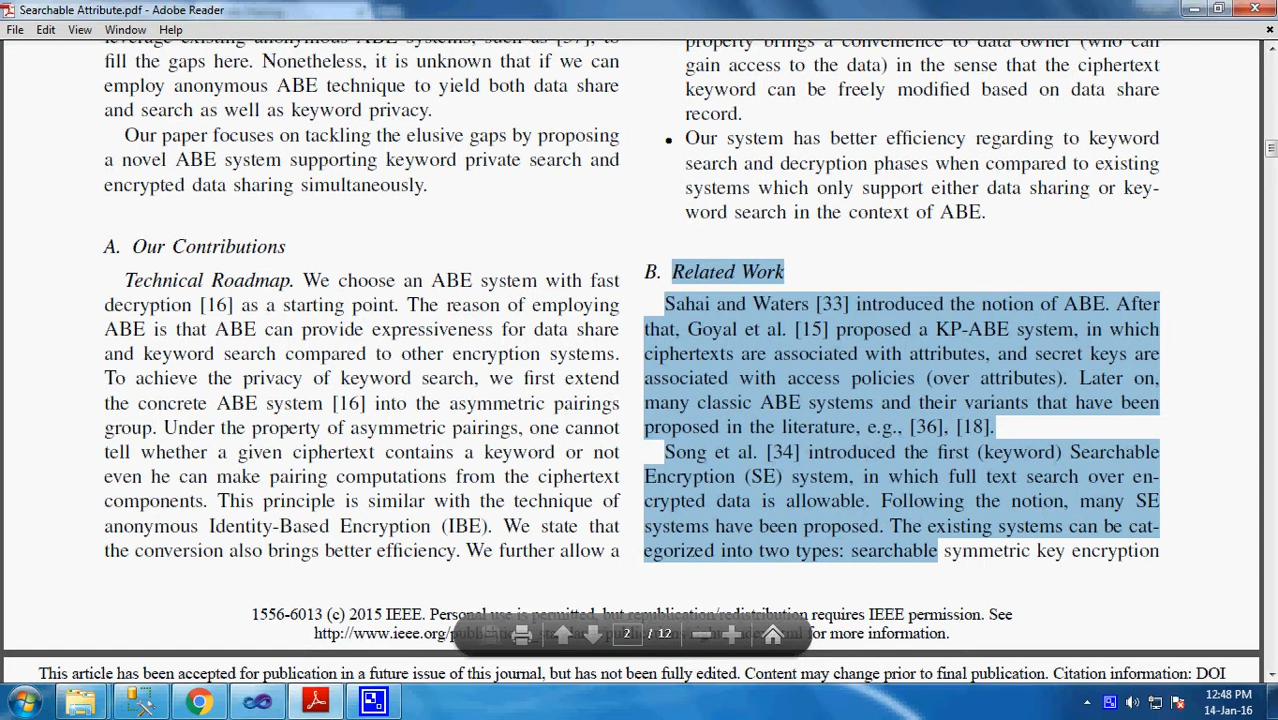 Searchable Attribute.pdf - Adobe Reader
File Edit View Window Help
leverage existing anonymous ABE systems, such as [37], to
fill the gaps here. Nonetheless, it is unknown that if we can
employ anonymous ABE technique to yield both data share
and search as well as keyword privacy.
Our paper focuses on tackling the elusive gaps by proposing
a novel ABE system supporting keyword private search and
encrypted data sharing simultaneously.
A. Our Contributions
Technical Roadmap. We choose an ABE system with fast
decryption [16] as a starting point. The reason of employing
ABE is that ABE can provide expressiveness for data share
and keyword search compared to other encryption systems.
To achieve the privacy of keyword search, we first extend
the concrete ABE system [16] into the asymmetric pairings
group. Under the property of asymmetric pairings, one cannot
tell whether a given ciphertext contains a keyword or not
even he can make pairing computations from the ciphertext
components. This principle is similar with the technique of
anonymous Identity-Based Encryption (IBE). We state that
the conversion also brings better efficiency. We further allow a
property brings a convenience to data owner (who can
gain access to the data) in the sense that the ciphertext
keyword can be freely modified based on data share
record.
• Our system has better efficiency regarding to keyword
search and decryption phases when compared to existing
systems which only support either data sharing or key-
word search in the context of ABE.
B. Related Work
Sahai and Waters [33] introduced the notion of ABE. After
that, Goyal et al. [15] proposed a KP-ABE system, in which
ciphertexts are associated with attributes, and secret keys are
associated with access policies (over attributes). Later on,
many classic ABE systems and their variants that have been
proposed in the literature, e.g., [36], [18].
Song et al. [34] introduced the first (keyword) Searchable
Encryption (SE) system, in which full text search over en-
crypted data is allowable. Following the notion, many SE
systems have been proposed. The existing systems can be cat-
egorized into two types: searchable symmetric key encryption
1556-6013 (c) 2015 IEEE. Personal use is permitted, but republication/redistribution requires IEEE permission. See
http://www.ieee.org/ for more information.
2 / 12
This article has been accepted for publication in a future issue of this journal, but has not been fully edited. Content may change prior to final publication. Citation information: DOI
12:48 PM
14-Jan-16